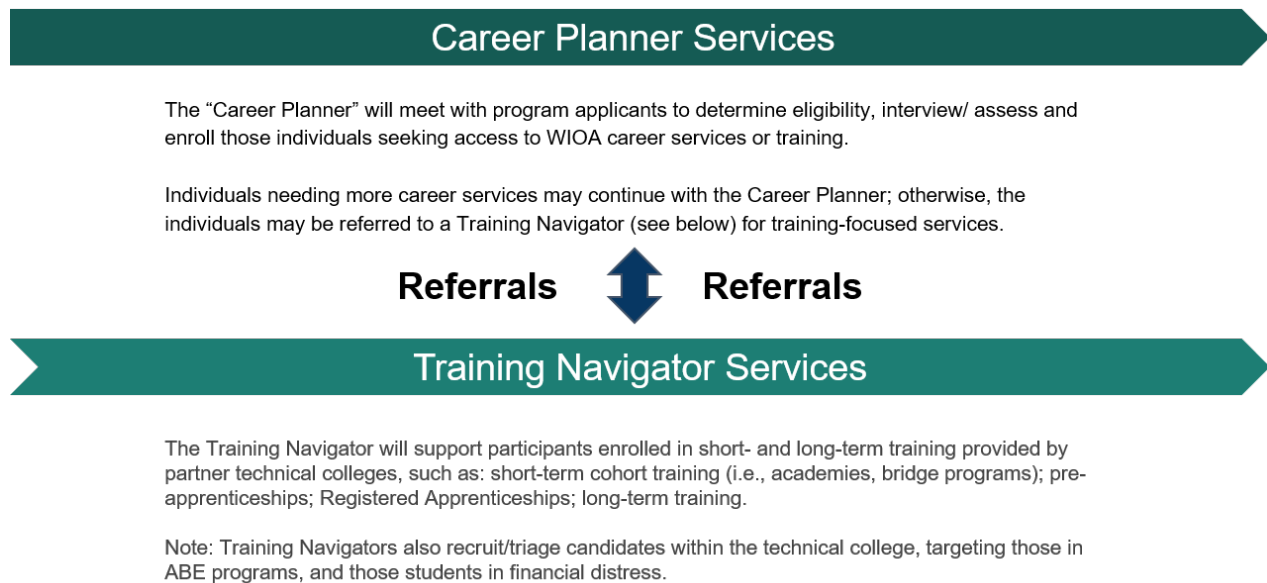 Career Planner Services
The “Career Planner” will meet with program applicants to determine eligibility, interview/ assess and
enroll those individuals seeking access to WIOA career services or training.
Individuals needing more career services may continue with the Career Planner; otherwise, the
individuals may be referred to a Training Navigator (see below) for training-focused services.
Referrals Referrals
Training Navigator Services
The Training Navigator will support participants enrolled in short- and long-term training provided by
partner technical colleges, such as: short-term cohort training (i.e., academies, bridge programs); pre-
apprenticeships; Registered Apprenticeships; long-term training.
Note: Training Navigators also recruit/triage candidates within the technical college, targeting those in
ABE programs, and those students in financial distress.